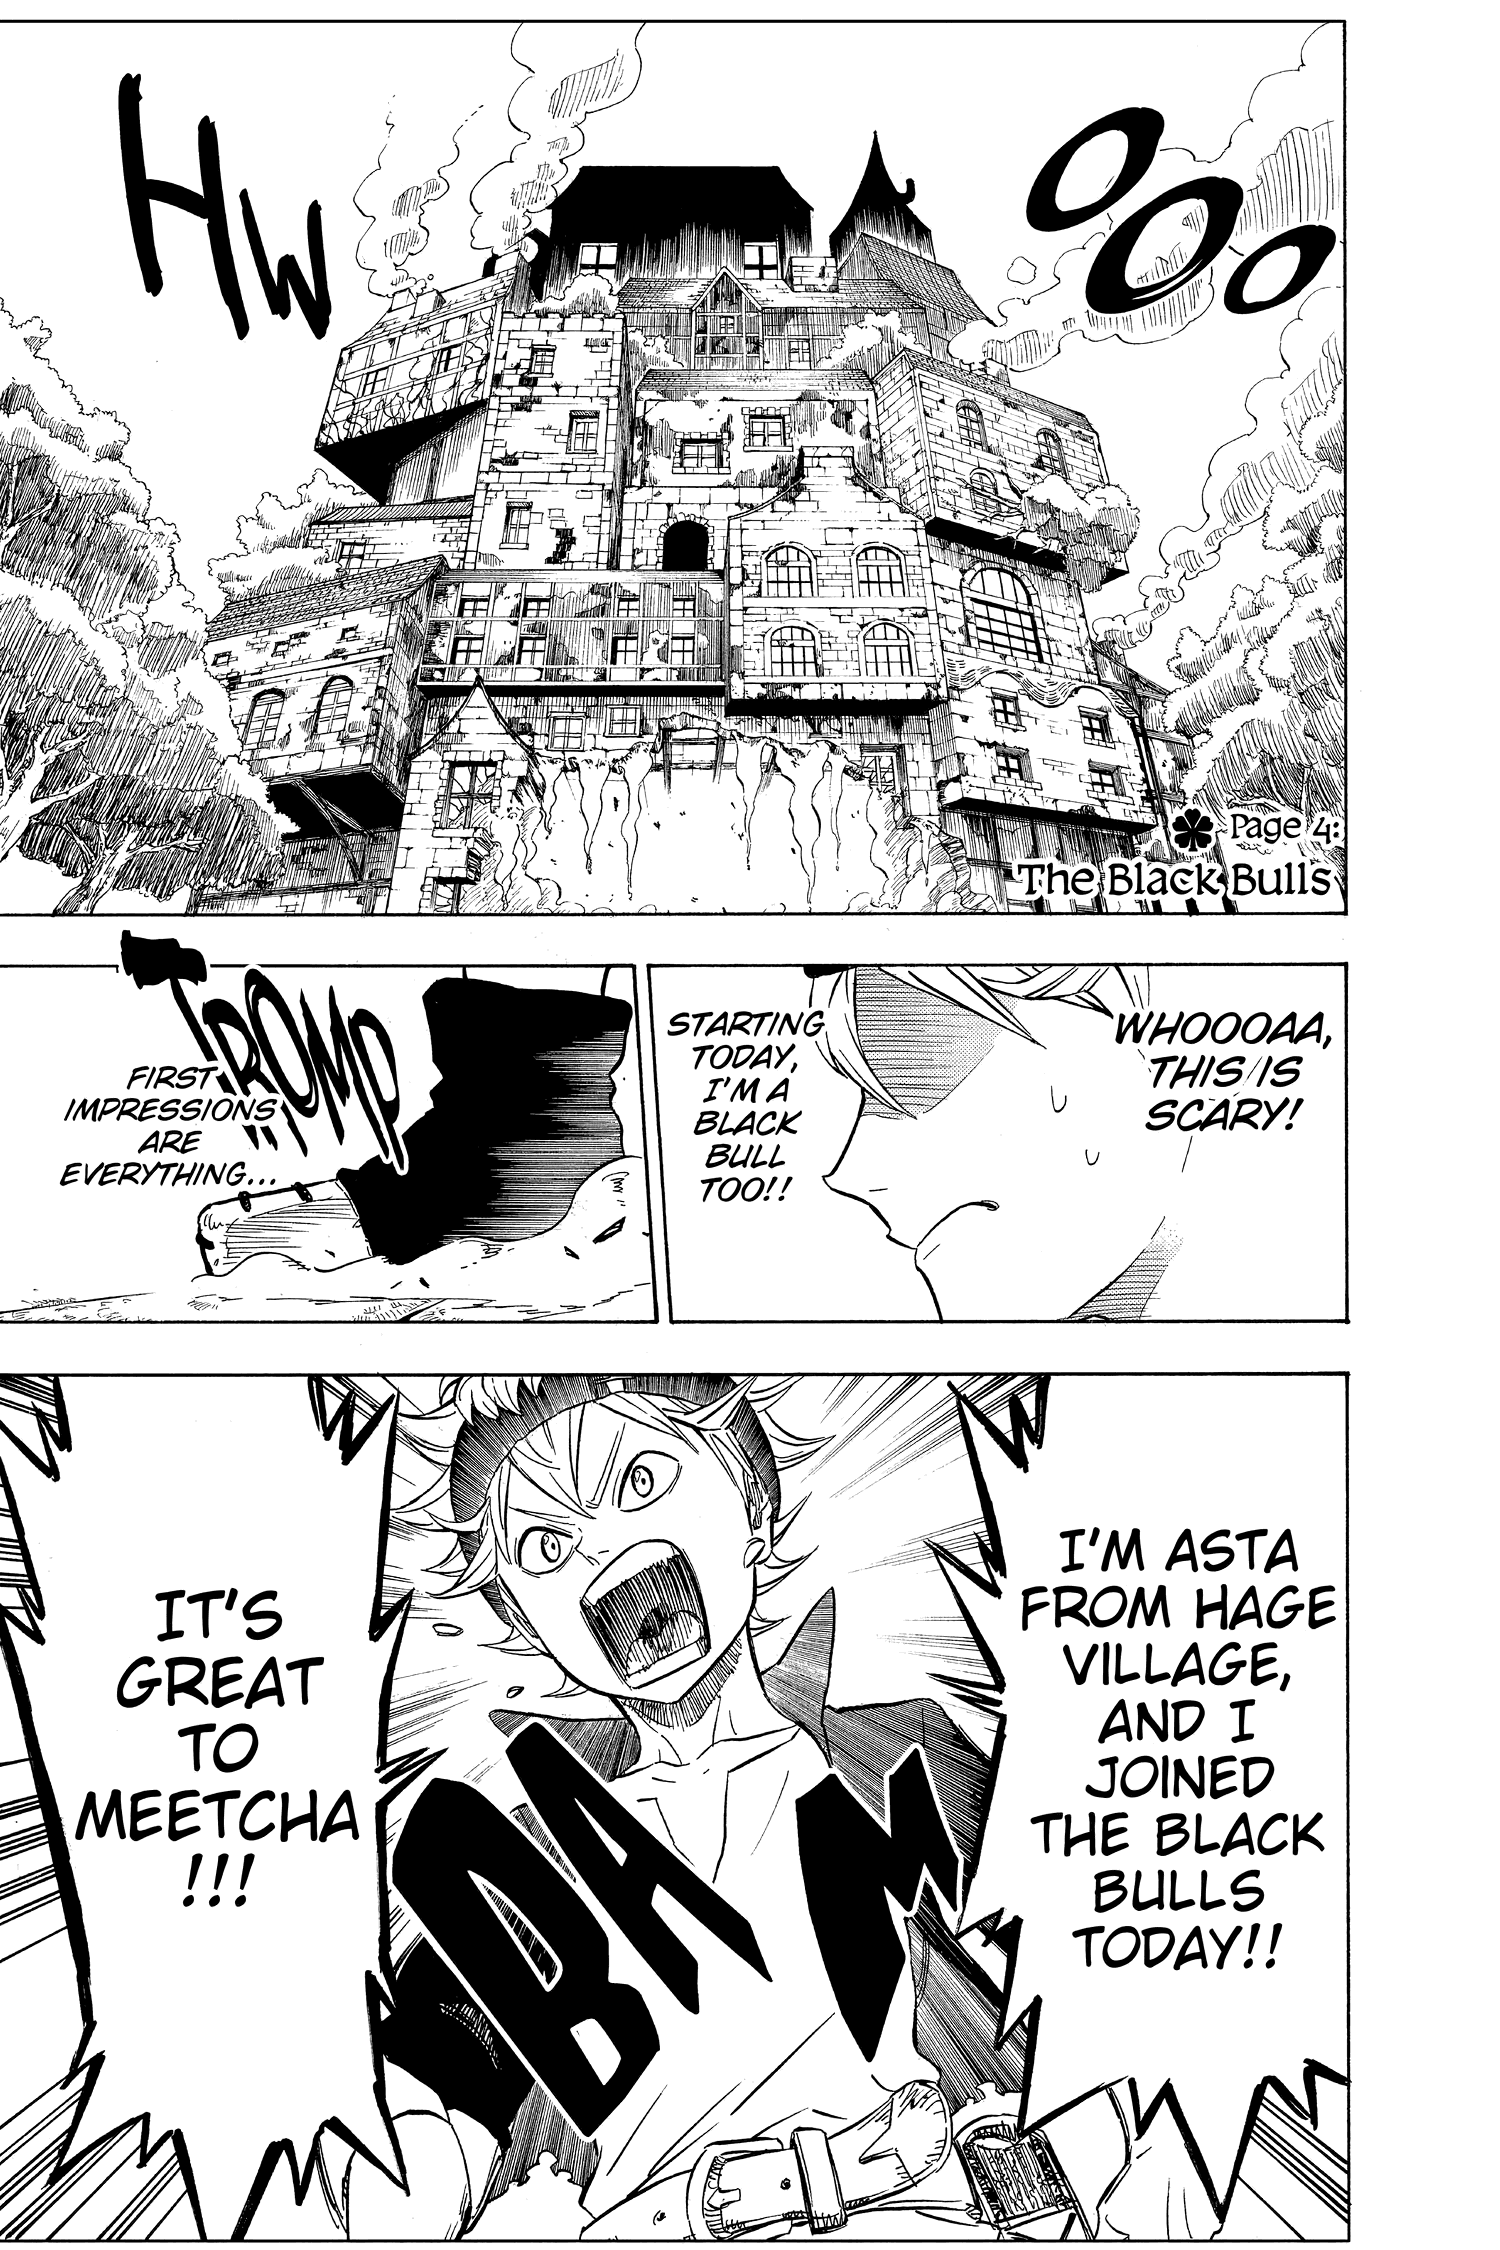 HW
OOO
Page 4:
The Black Bulls
WHOOOAA,
THIS IS
SCARY!
STARTING
TODAY,
I'M A
BLACK
BULL
TOO!!
TROMP
FIRST
IMPRESSIONS
ARE
EVERYTHING...
I'M ASTA
FROM HAGE
VILLAGE,
AND I
JOINED
THE BLACK
BULLS
TODAY!!
BAM
IT'S
GREAT
TO
MEETCHA
!!!